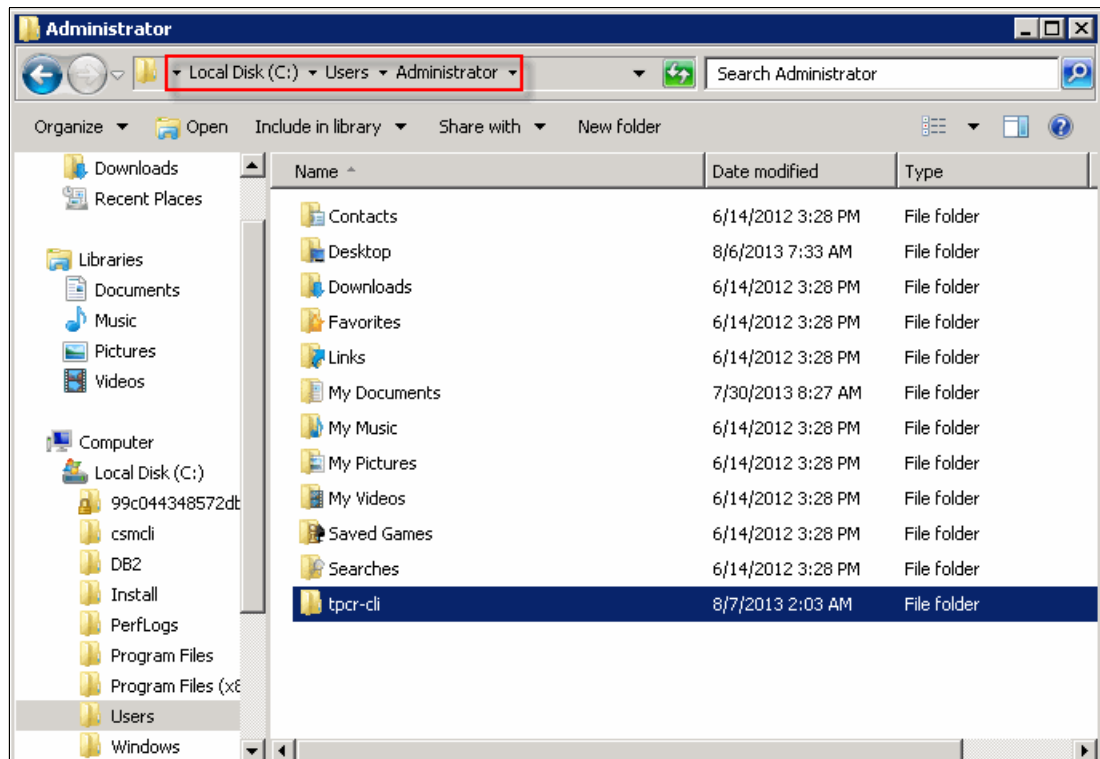 Administrator
Local Disk (C:) Users Administrator
Search Administrator
Organize Open Include in library Share with New folder
Downloads
Recent Places
Libraries
Documents
Music
Pictures
Videos
Computer
Local Disk (C:)
99c044348572db
csmcli
DB2
Install
PerfLogs
Program Files
Program Files (x8
Users
Windows
Name Date modified Type
Contacts 6/14/2012 3:28 PM File folder
Desktop 8/6/2013 7:33 AM File folder
Downloads 6/14/2012 3:28 PM File folder
Favorites 6/14/2012 3:28 PM File folder
Links 6/14/2012 3:28 PM File folder
My Documents 7/30/2013 8:27 AM File folder
My Music 6/14/2012 3:28 PM File folder
My Pictures 6/14/2012 3:28 PM File folder
My Videos 6/14/2012 3:28 PM File folder
Saved Games 6/14/2012 3:28 PM File folder
Searches 6/14/2012 3:28 PM File folder
tpcr-cli 8/7/2013 2:03 AM File folder